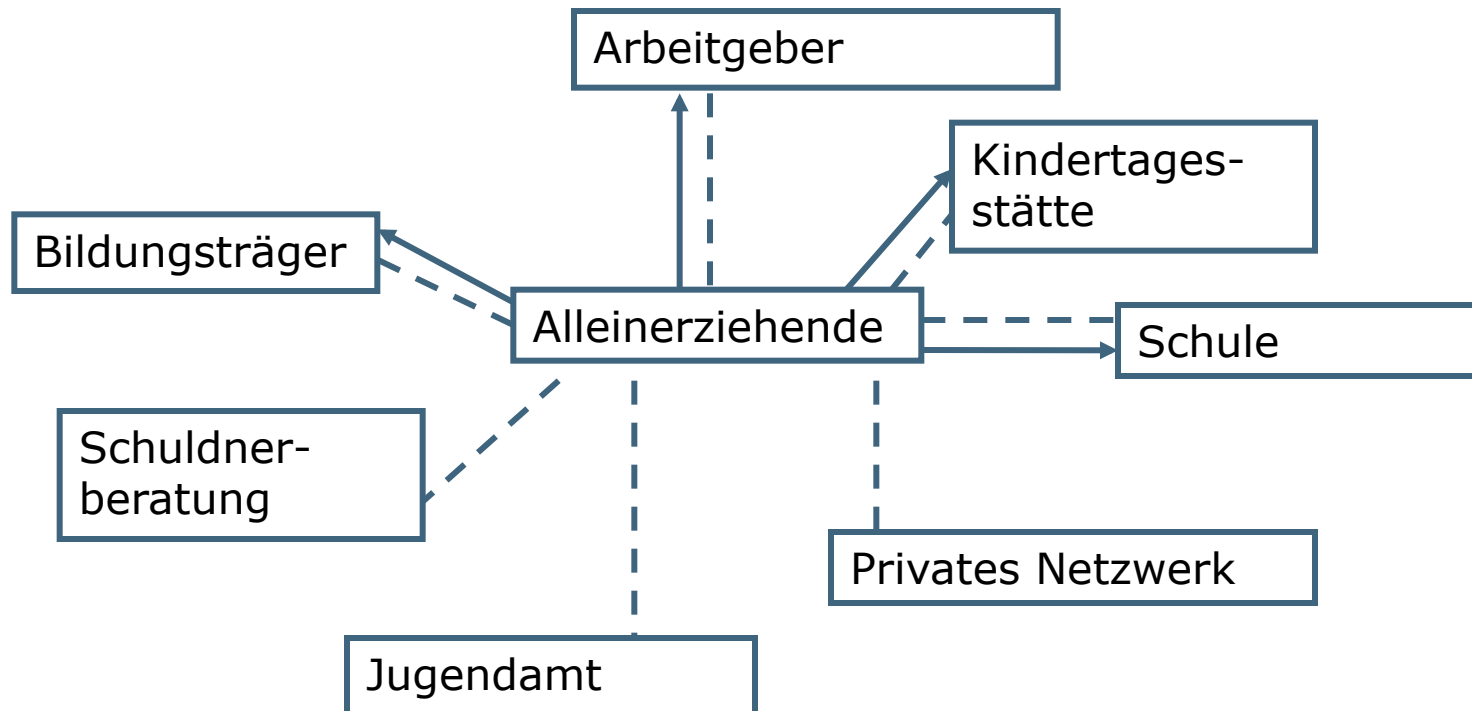 Arbeitgeber
Kindertages-
stätte
Bildungsträger
Alleinerziehende
Schule
Schuldner-
beratung
Privates Netzwerk
Jugendamt